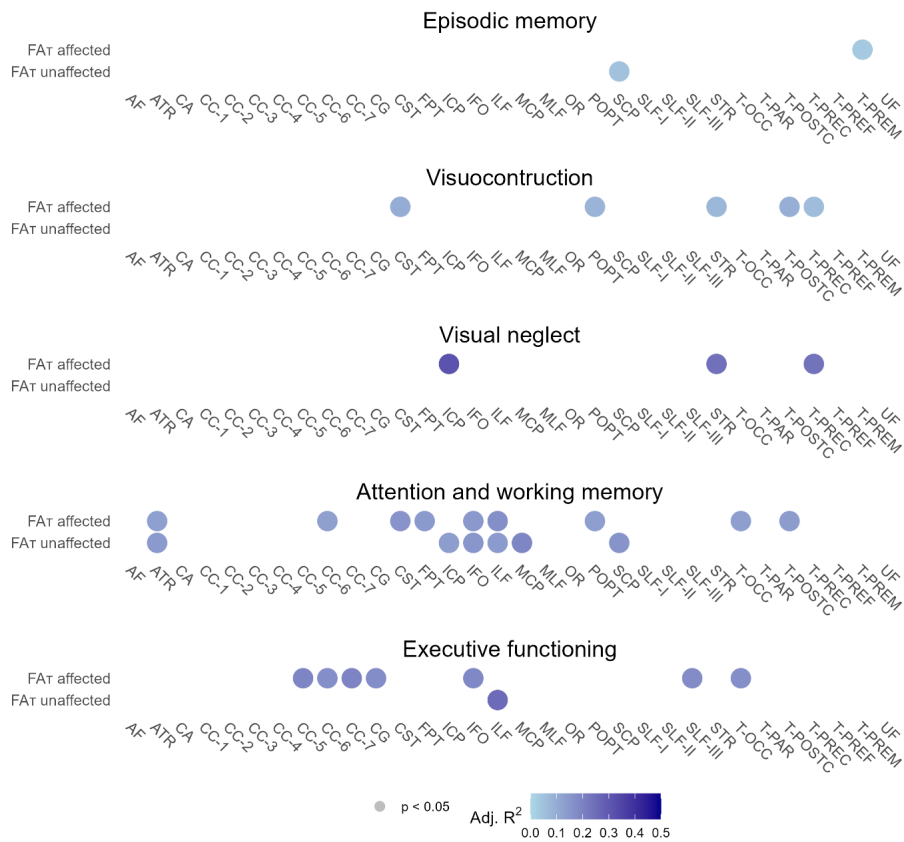 Episodic memory
FAᴛ affected
FAᴛ unaffected
AF ATR CA CC-1 CC-2 CC-3 CC-4 CC-5 CC-6 CC-7 CG CST FPT ICP IFO ILF MCP MLF OR POPT SCP SLF-I SLF-II SLF-III STR T-OCC T-PAR T-POSTC T-PREC T-PREF T-PREM UF
Visuocontruction
FAᴛ affected
FAᴛ unaffected
AF ATR CA CC-1 CC-2 CC-3 CC-4 CC-5 CC-6 CC-7 CG CST FPT ICP IFO ILF MCP MLF OR POPT SCP SLF-I SLF-II SLF-III STR T-OCC T-PAR T-POSTC T-PREC T-PREF T-PREM UF
Visual neglect
FAᴛ affected
FAᴛ unaffected
AF ATR CA CC-1 CC-2 CC-3 CC-4 CC-5 CC-6 CC-7 CG CST FPT ICP IFO ILF MCP MLF OR POPT SCP SLF-I SLF-II SLF-III STR T-OCC T-PAR T-POSTC T-PREC T-PREF T-PREM UF
Attention and working memory
FAᴛ affected
FAᴛ unaffected
AF ATR CA CC-1 CC-2 CC-3 CC-4 CC-5 CC-6 CC-7 CG CST FPT ICP IFO ILF MCP MLF OR POPT SCP SLF-I SLF-II SLF-III STR T-OCC T-PAR T-POSTC T-PREC T-PREF T-PREM UF
Executive functioning
FAᴛ affected
FAᴛ unaffected
AF ATR CA CC-1 CC-2 CC-3 CC-4 CC-5 CC-6 CC-7 CG CST FPT ICP IFO ILF MCP MLF OR POPT SCP SLF-I SLF-II SLF-III STR T-OCC T-PAR T-POSTC T-PREC T-PREF T-PREM UF
p < 0.05
Adj. R²
0.0 0.1 0.2 0.3 0.4 0.5